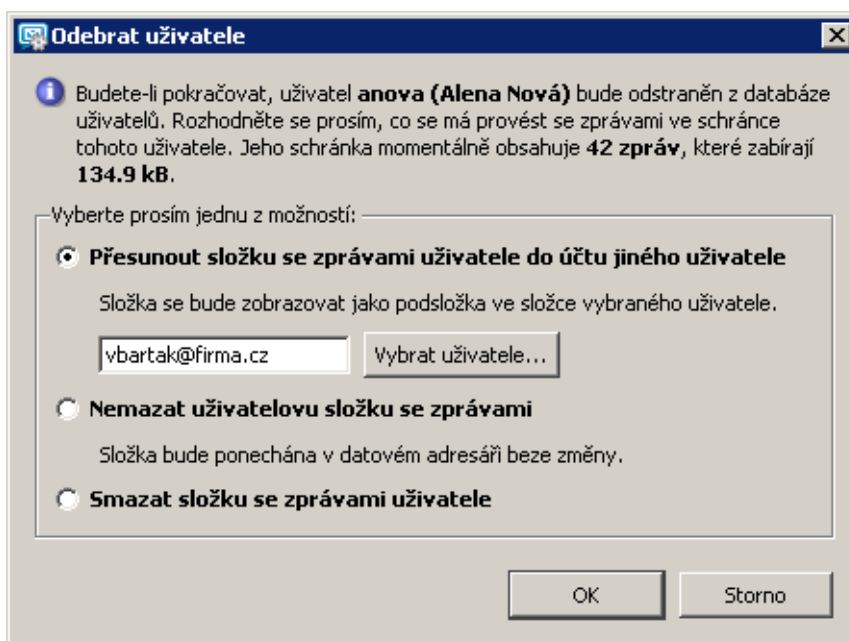 Odebrat uživatele
Budete-li pokračovat, uživatel anova (Alena Nová) bude odstraněn z databáze
uživatelů. Rozhodněte se prosím, co se má provést se zprávami ve schránce
tohoto uživatele. Jeho schránka momentálně obsahuje 42 zpráv, které zabírají
134.9 kB.
Vyberte prosím jednu z možností:
Přesunout složku se zprávami uživatele do účtu jiného uživatele
Složka se bude zobrazovat jako podsložka ve složce vybraného uživatele.
vbartak@firma.cz Vybrat uživatele...
Nemazat uživatelovu složku se zprávami
Složka bude ponechána v datovém adresáři beze změny.
Smazat složku se zprávami uživatele
OK Storno